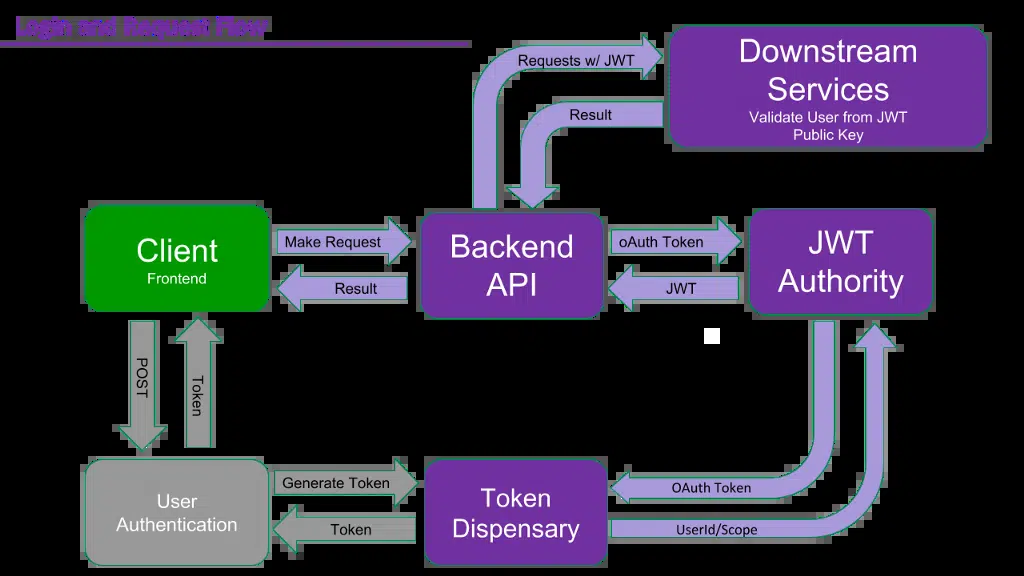 Login and Request Flow
Requests w/ JWT
Downstream
Services
Validate User from JWT
Public Key
Result
Client
Frontend
Make Request
Result
Backend
API
oAuth Token
JWT
JWT
Authority
POST
Token
User
Authentication
Generate Token
Token
Token
Dispensary
OAuth Token
UserId/Scope